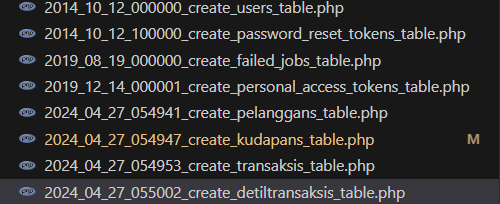 2014_10_12_000000_create_users_table.php
2014_10_12_100000_create_password_reset_tokens_table.php
2019_08_19_000000_create_failed_jobs_table.php
2019_12_14_000001_create_personal_access_tokens_table.php
2024_04_27_054941_create_pelanggans_table.php
2024_04_27_054947_create_kudapans_table.php M
2024_04_27_054953_create_transaksis_table.php
2024_04_27_055002_create_detiltransaksis_table.php